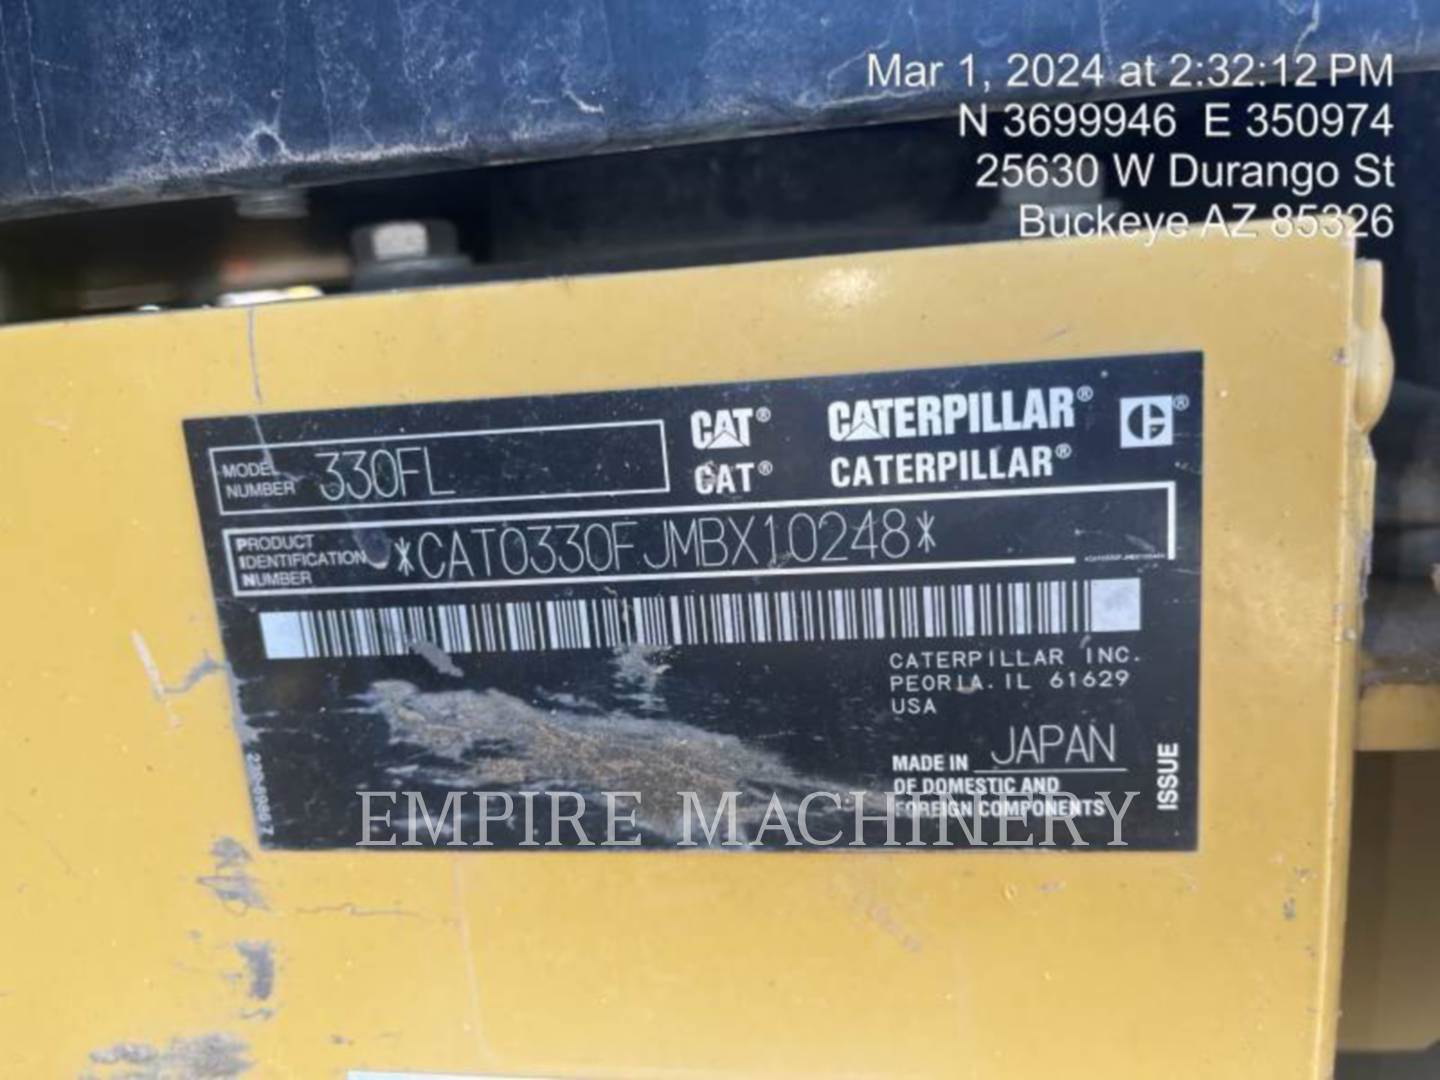 Mar 1, 2024 at 2:32:12 PM
N 3699946 E 350974
25630 W Durango St
Buckeye AZ 85326
CAT® CATERPILLAR® ®
CAT® CATERPILLAR®
MODEL NUMBER 330FL
PRODUCT IDENTIFICATION NUMBER *CAT0330FJMBX10248*
CATERPILLAR INC.
PEORIA, IL 61629
USA
MADE IN JAPAN
OF DOMESTIC AND
FOREIGN COMPONENTS
ISSUE
EMPIRE MACHINERY